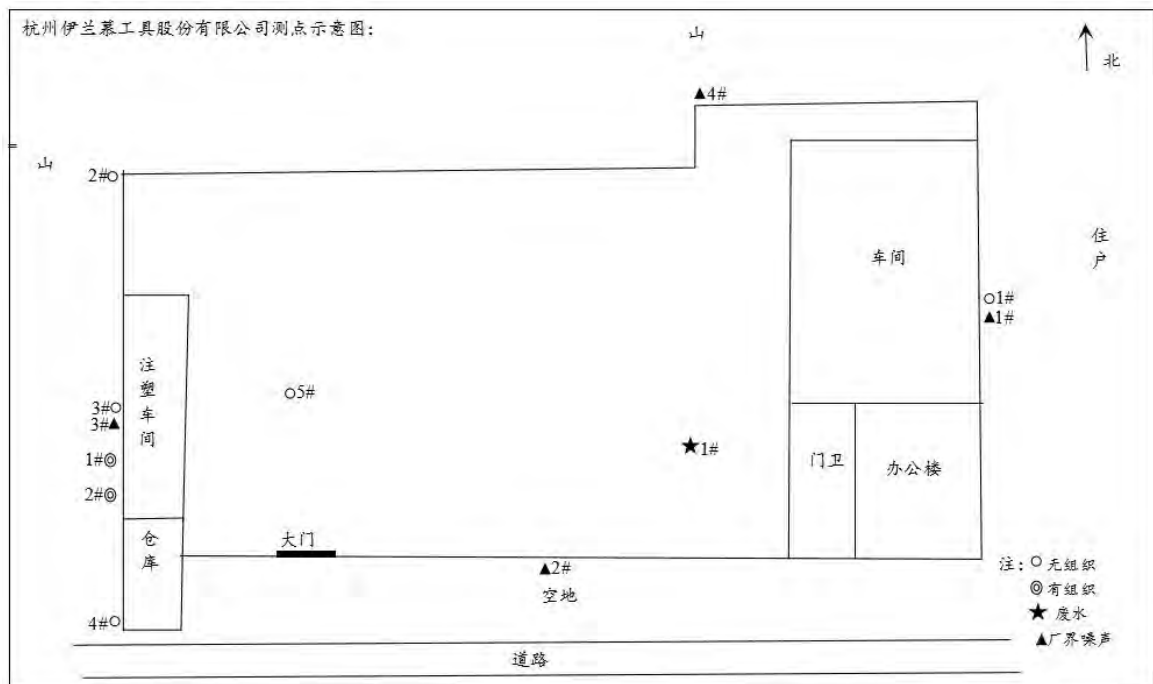 杭州伊兰慕工具股份有限公司测点示意图:
山
北
▲4#
山
2#○
住户
车间
○1#
▲1#
注塑车间
○5#
3#○
3#▲
1#◎
2#◎
★1#
门卫
办公楼
仓库
大门
▲2#
空地
注: ○ 无组织
◎ 有组织
★ 废水
▲厂界噪声
4#○
道路